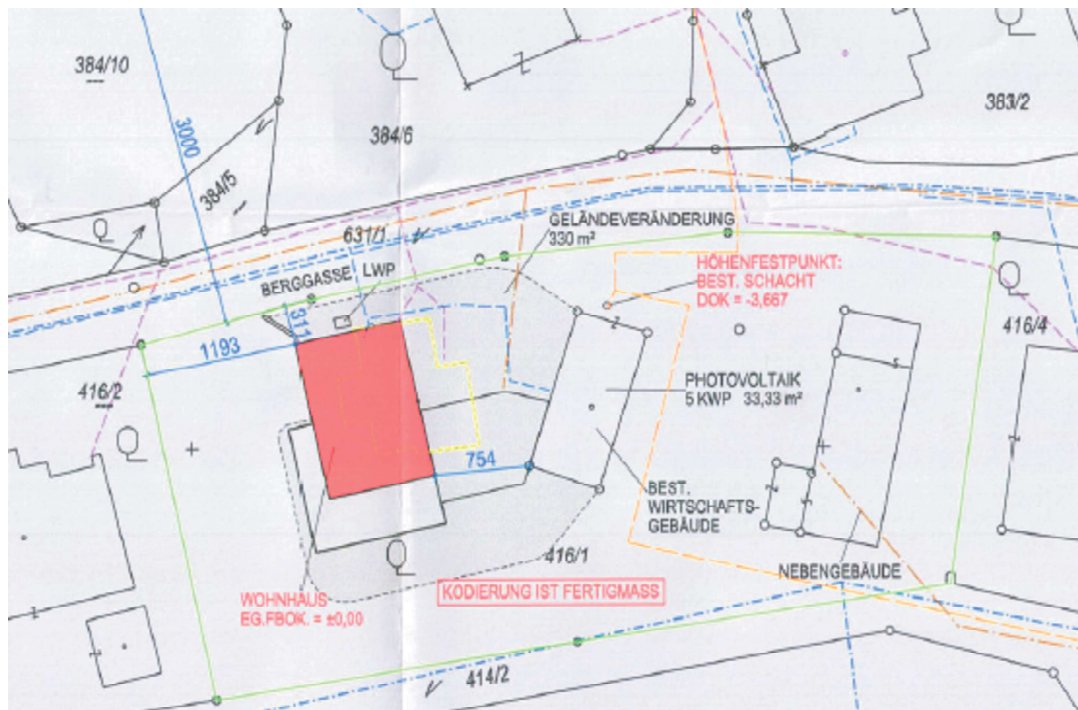 384/10
3000
384/6
383/2
384/5
631/1
GELÄNDEVERÄNDERUNG
330 m²
BERGGASSE
LWP
HÖHENFESTPUNKT:
BEST. SCHACHT
DOK = -3,667
311
1193
416/4
416/2
PHOTOVOLTAIK
5 KWP 33,33 m²
754
BEST.
WIRTSCHAFTS-
GEBÄUDE
416/1
NEBENGEBÄUDE
WOHNHAUS
EG.FBOK. = ±0,00
KODIERUNG IST FERTIGMASS
414/2